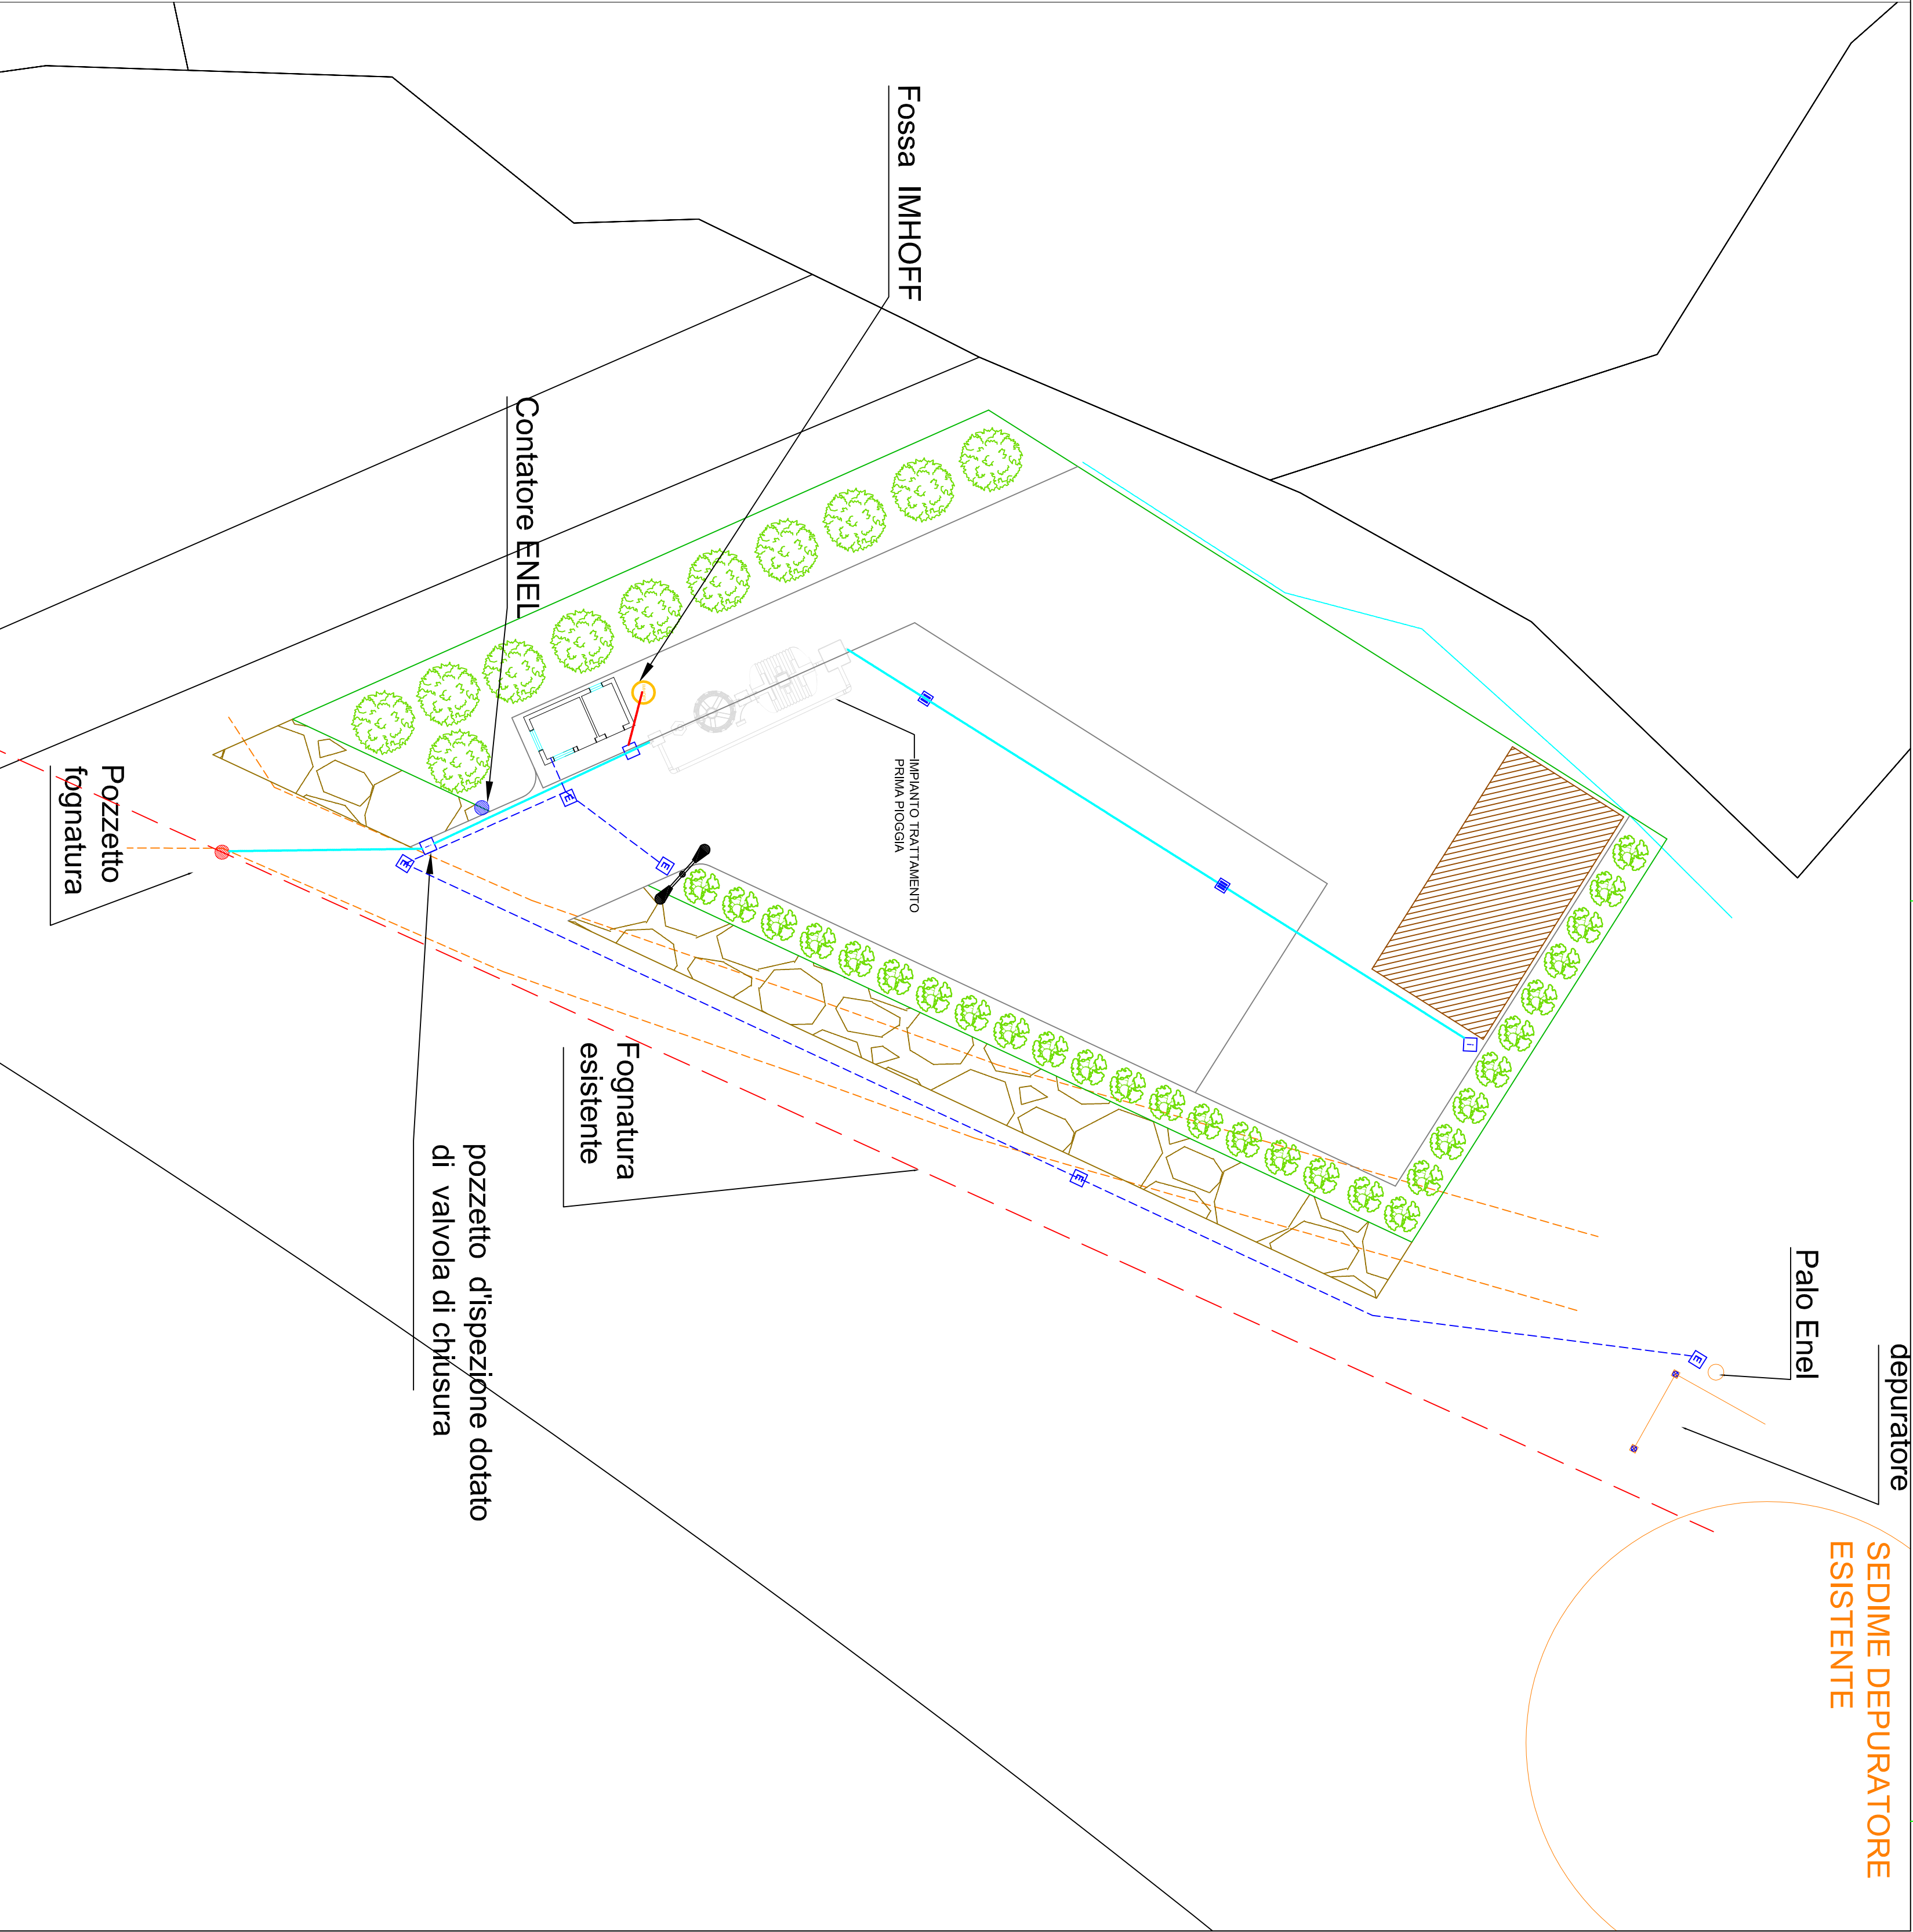 depuratore
Palo Enel
SEDIME DEPURATORE
ESISTENTE
Fossa IMHOFF
IMPIANTO TRATTAMENTO
PRIMA PIOGGIA
Fognatura
esistente
Contatore ENEL
pozzetto d'ispezione dotato
di valvola di chiusura
Pozzetto
fognatura
E
E
E
E
E
I